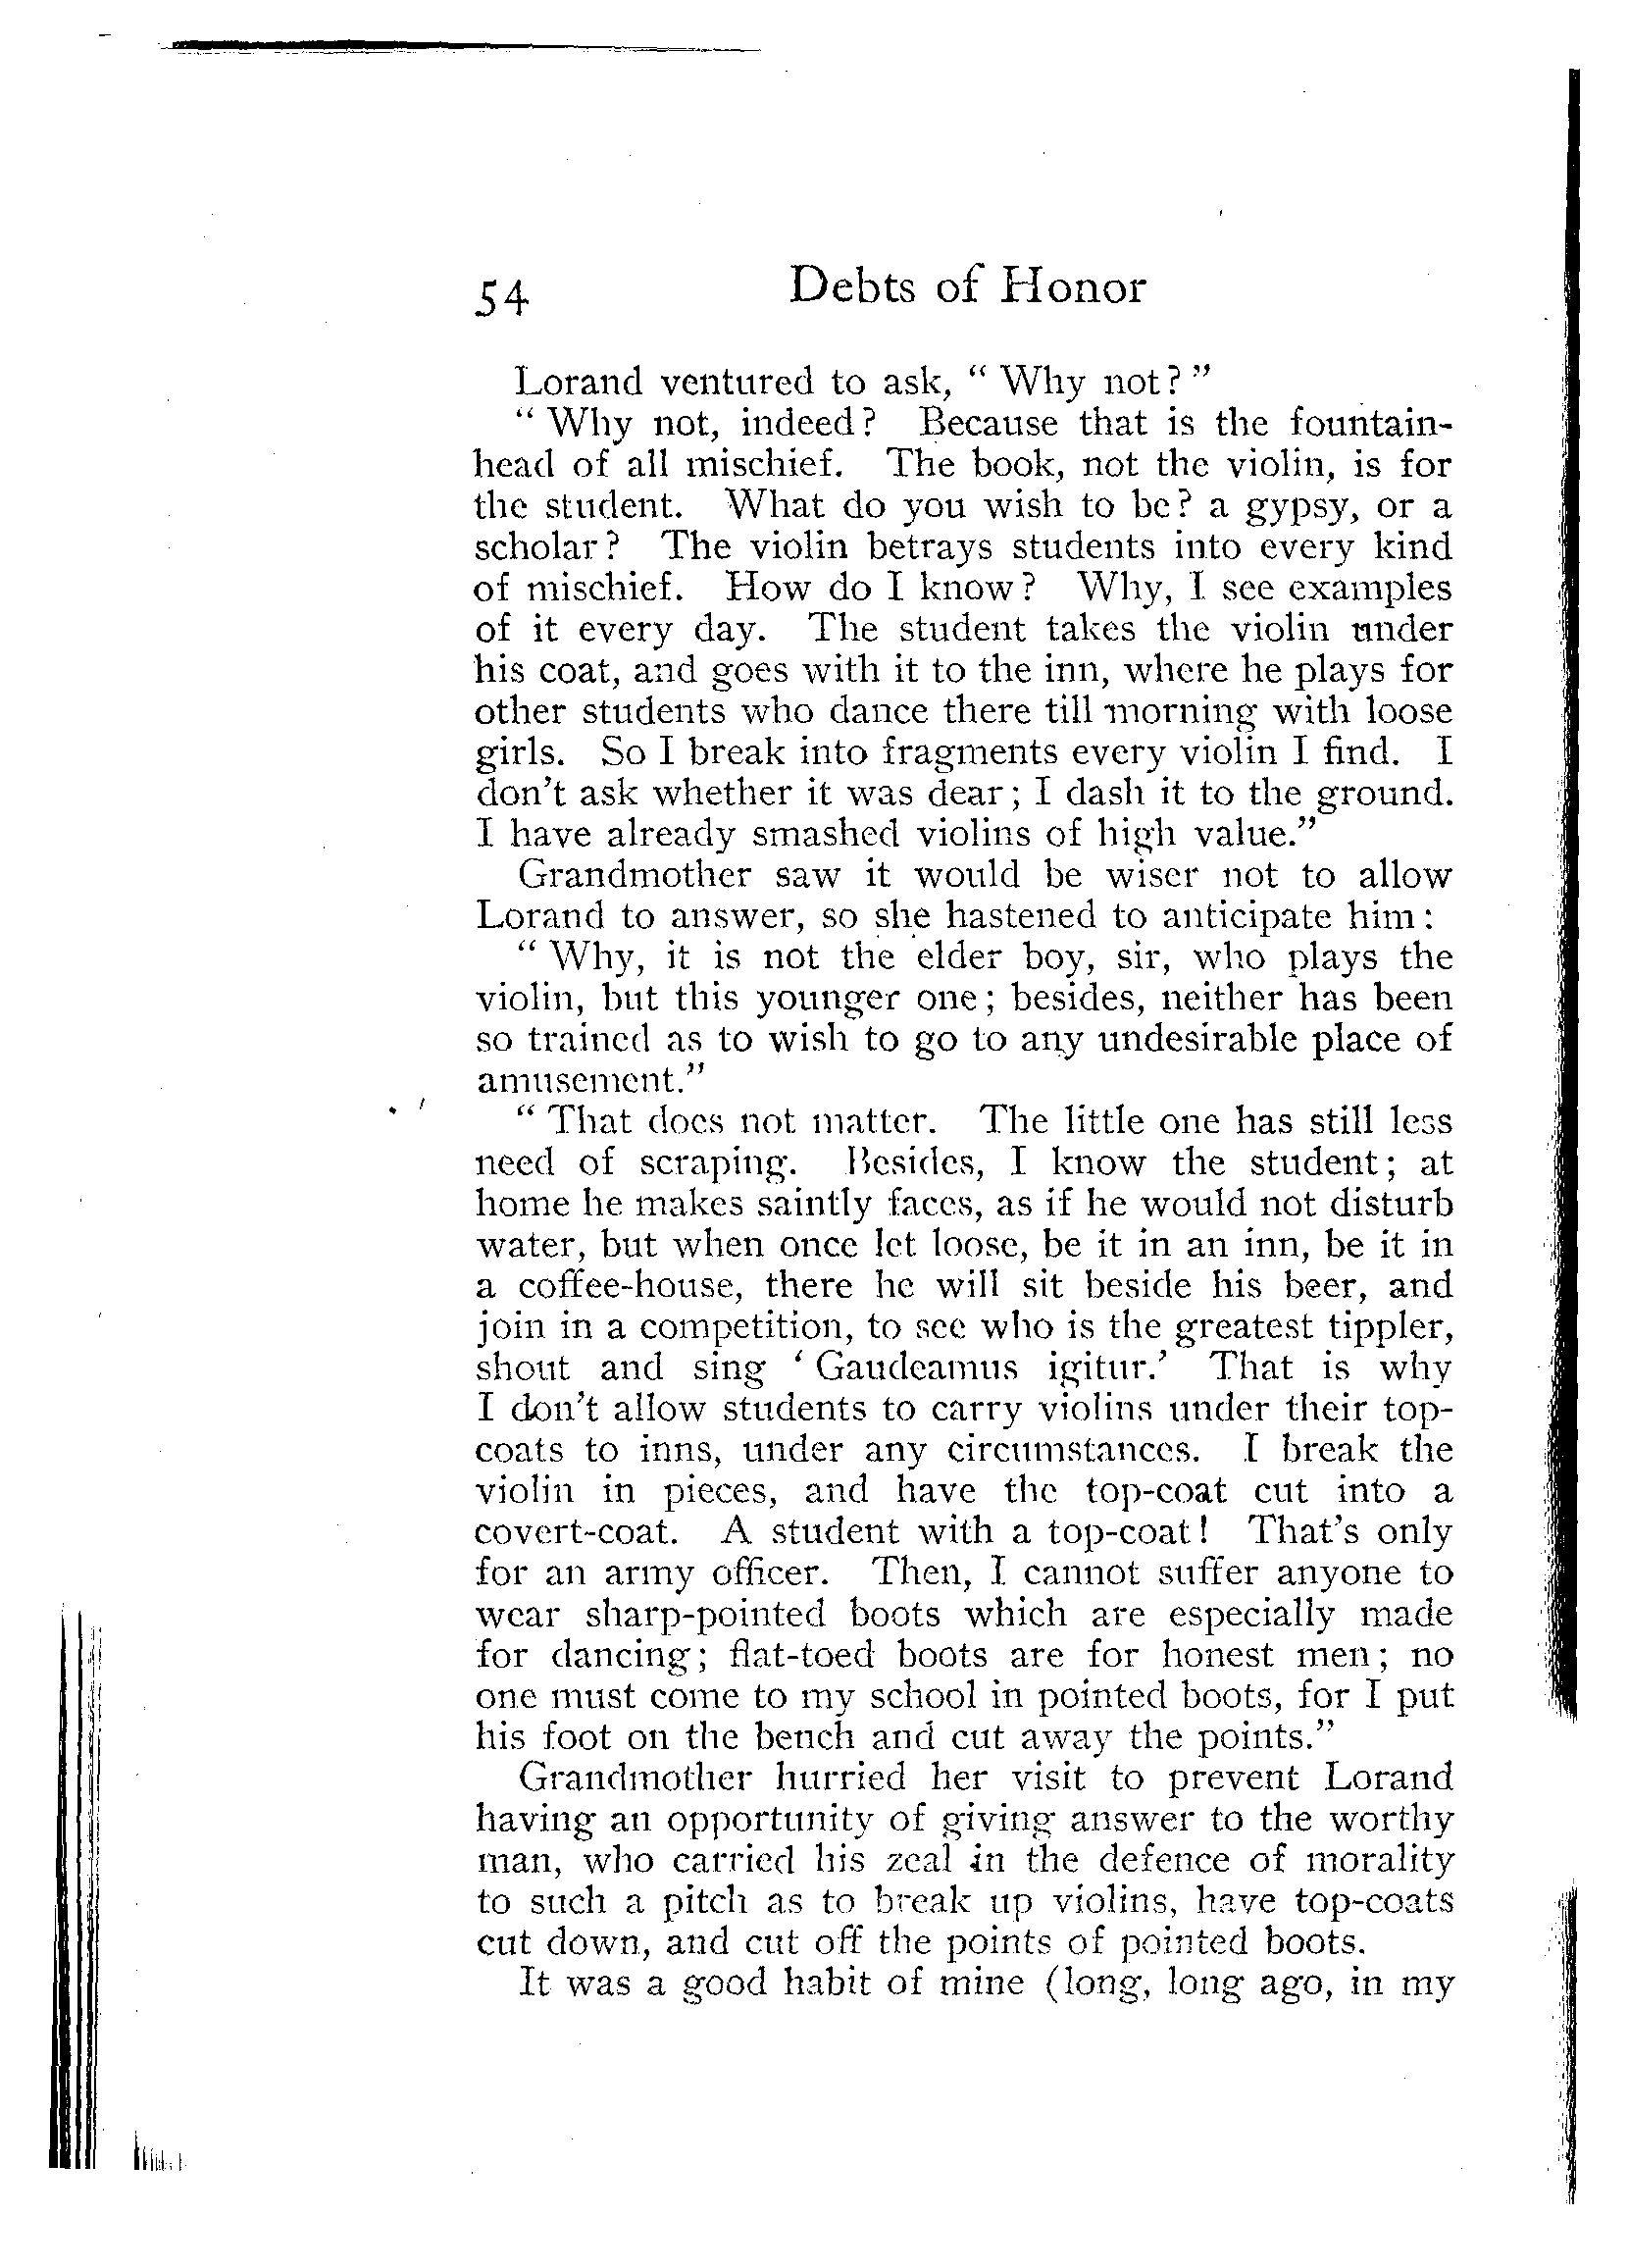 54 Debts of Honor
Lorand ventured to ask, " Why not? "
" Why not, indeed? Because that is the fountain-
head of all mischief. The book, not the violin, is for
the student. What do you wish to be? a gypsy, or a
scholar? The violin betrays students into every kind
of mischief. How do I know? Why, I see examples
of it every day. The student takes the violin under
his coat, and goes with it to the inn, where he plays for
other students who dance there till morning with loose
girls. So I break into fragments every violin I find. I
don't ask whether it was dear; I dash it to the ground.
I have already smashed violins of high value."
Grandmother saw it would be wiser not to allow
Lorand to answer, so she hastened to anticipate him:
" Why, it is not the elder boy, sir, who plays the
violin, but this younger one; besides, neither has been
so trained as to wish to go to any undesirable place of
amusement."
" That does not matter. The little one has still less
need of scraping. Besides, I know the student; at
home he makes saintly faces, as if he would not disturb
water, but when once let loose, be it in an inn, be it in
a coffee-house, there he will sit beside his beer, and
join in a competition, to see who is the greatest tippler,
shout and sing ' Gaudeamus igitur.' That is why
I don't allow students to carry violins under their top-
coats to inns, under any circumstances. I break the
violin in pieces, and have the top-coat cut into a
covert-coat. A student with a top-coat! That's only
for an army officer. Then, I cannot suffer anyone to
wear sharp-pointed boots which are especially made
for dancing; flat-toed boots are for honest men; no
one must come to my school in pointed boots, for I put
his foot on the bench and cut away the points."
Grandmother hurried her visit to prevent Lorand
having an opportunity of giving answer to the worthy
man, who carried his zeal in the defence of morality
to such a pitch as to break up violins, have top-coats
cut down, and cut off the points of pointed boots.
It was a good habit of mine (long, long ago, in my